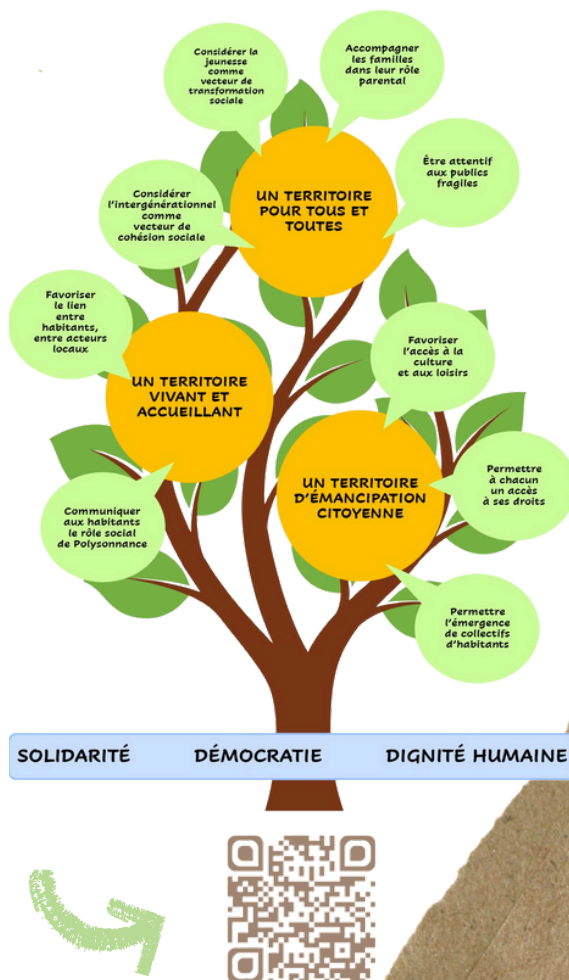 Considérer la
jeunesse
comme
vecteur de
transformation
sociale
Accompagner
les familles
dans leur rôle
parental
Être attentif
aux publics
fragiles
Considérer
l'intergénérationnel
comme
vecteur de
cohésion sociale
UN TERRITOIRE
POUR TOUS ET
TOUTES
Favoriser
le lien
entre
habitants,
entre acteurs
locaux
UN TERRITOIRE
VIVANT ET
ACCUEILLANT
Communiquer
aux habitants
le rôle social
de Polysonnance
Favoriser
l'accès à la
culture
et aux loisirs
UN TERRITOIRE
D'ÉMANCIPATION
CITOYENNE
Permettre
à chacun
un accès
à ses droits
Permettre
l'émergence
de collectifs
d'habitants
SOLIDARITÉ DÉMOCRATIE DIGNITÉ HUMAINE